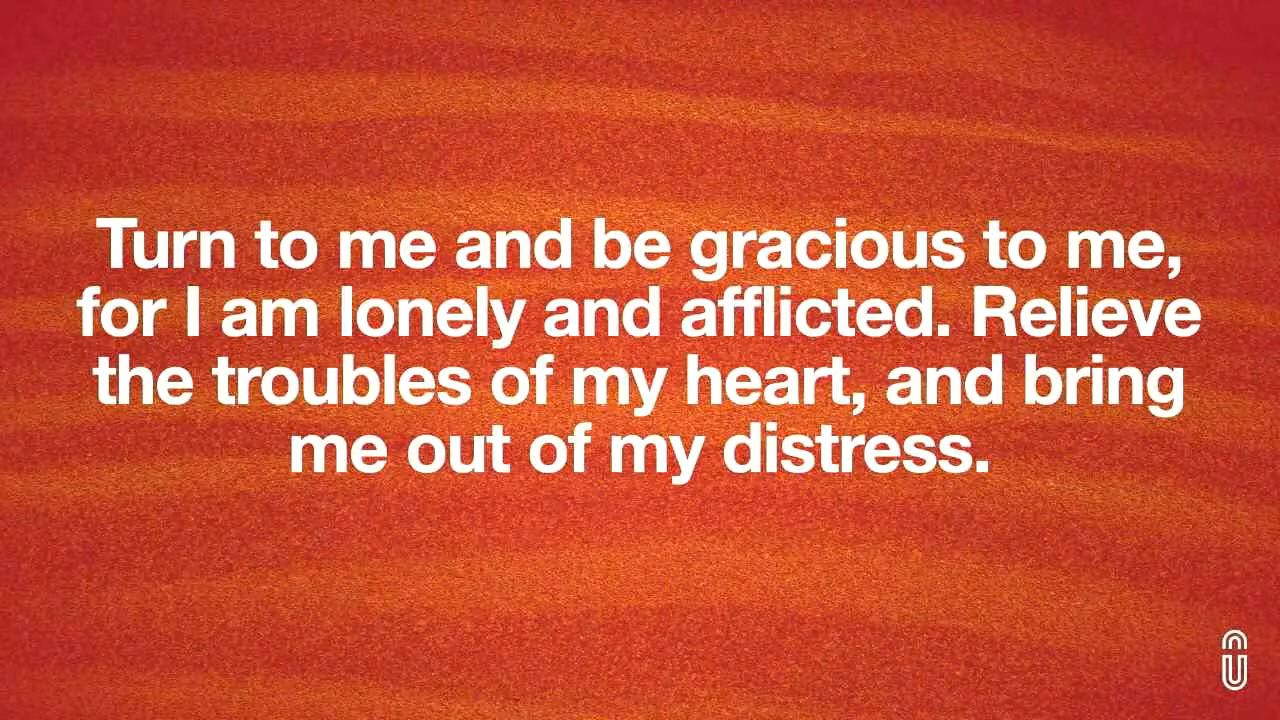 Turn to me and be gracious to me,
for I am lonely and afflicted. Relieve
the troubles of my heart, and bring
me out of my distress.